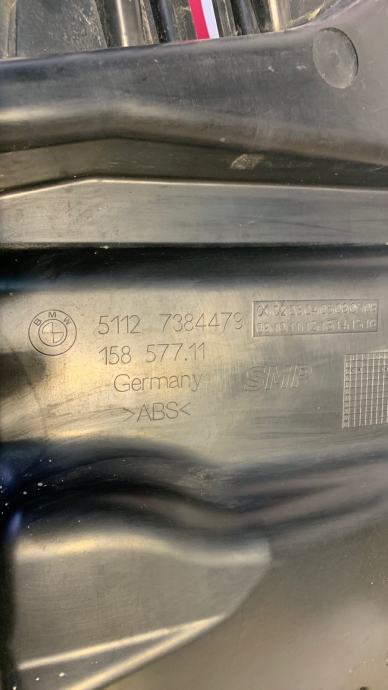 BMW
5112 7384479
158 577.11
Germany SMP
>ABS<